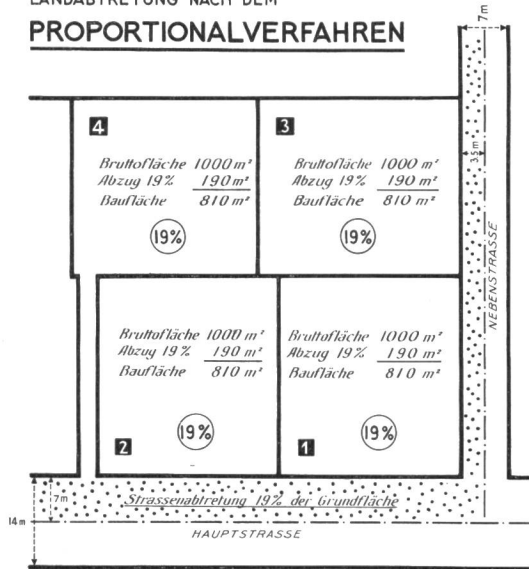 LANDABTRETUNG NACH DEM
PROPORTIONALVERFAHREN
7m
4
Bruttofläche 1000 m²
Abzug 19% 190 m²
Baufläche 810 m²
19%
3
Bruttofläche 1000 m²
Abzug 19% 190 m²
Baufläche 810 m²
19%
3.5m
NEBENSTRASSE
Bruttofläche 1000 m²
Abzug 19% 190 m²
Baufläche 810 m²
19%
2
Bruttofläche 1000 m²
Abzug 19% 190 m²
Baufläche 810 m²
19%
1
7m
Strassenabtretung 19% der Grundfläche
14m
HAUPTSTRASSE